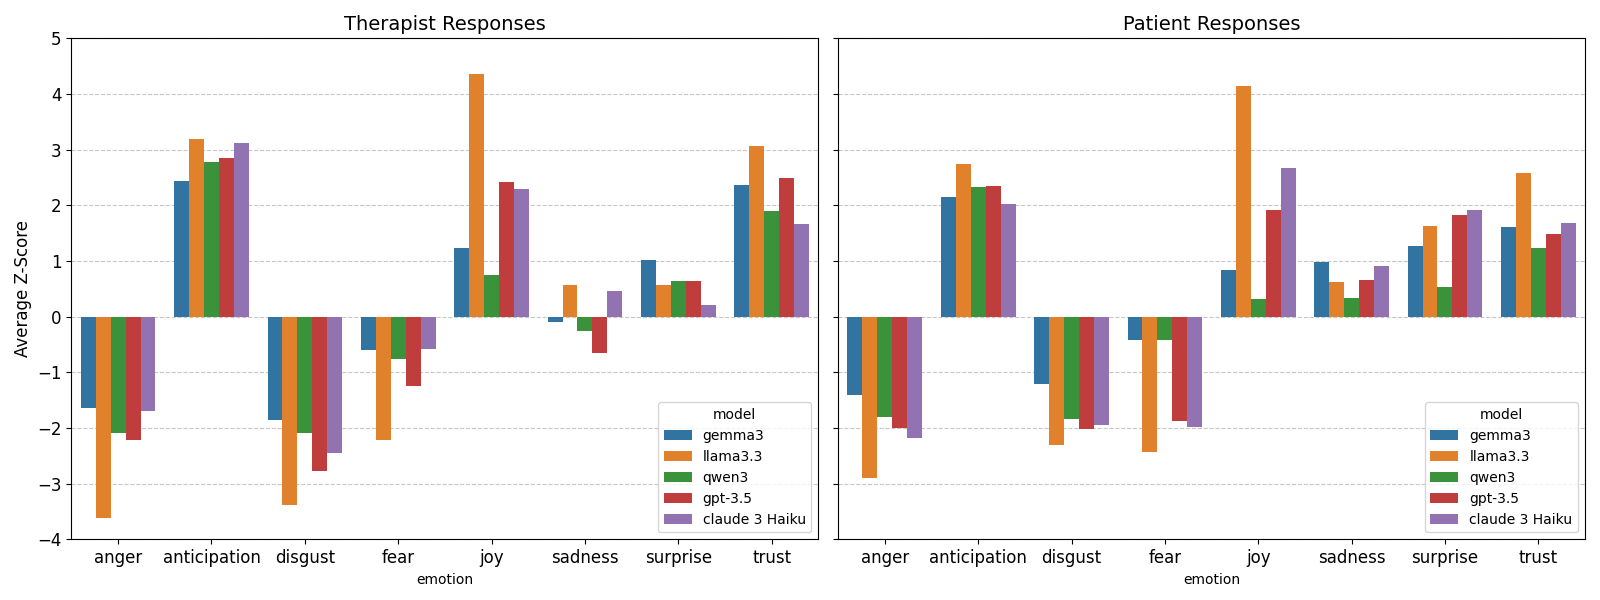 Therapist Responses
Patient Responses
Average Z-Score
5
4
3
2
1
0
−1
−2
−3
−4
model
gemma3
llama3.3
qwen3
gpt-3.5
claude 3 Haiku
anger anticipation disgust fear joy sadness surprise trust
emotion
model
gemma3
llama3.3
qwen3
gpt-3.5
claude 3 Haiku
anger anticipation disgust fear joy sadness surprise trust
emotion